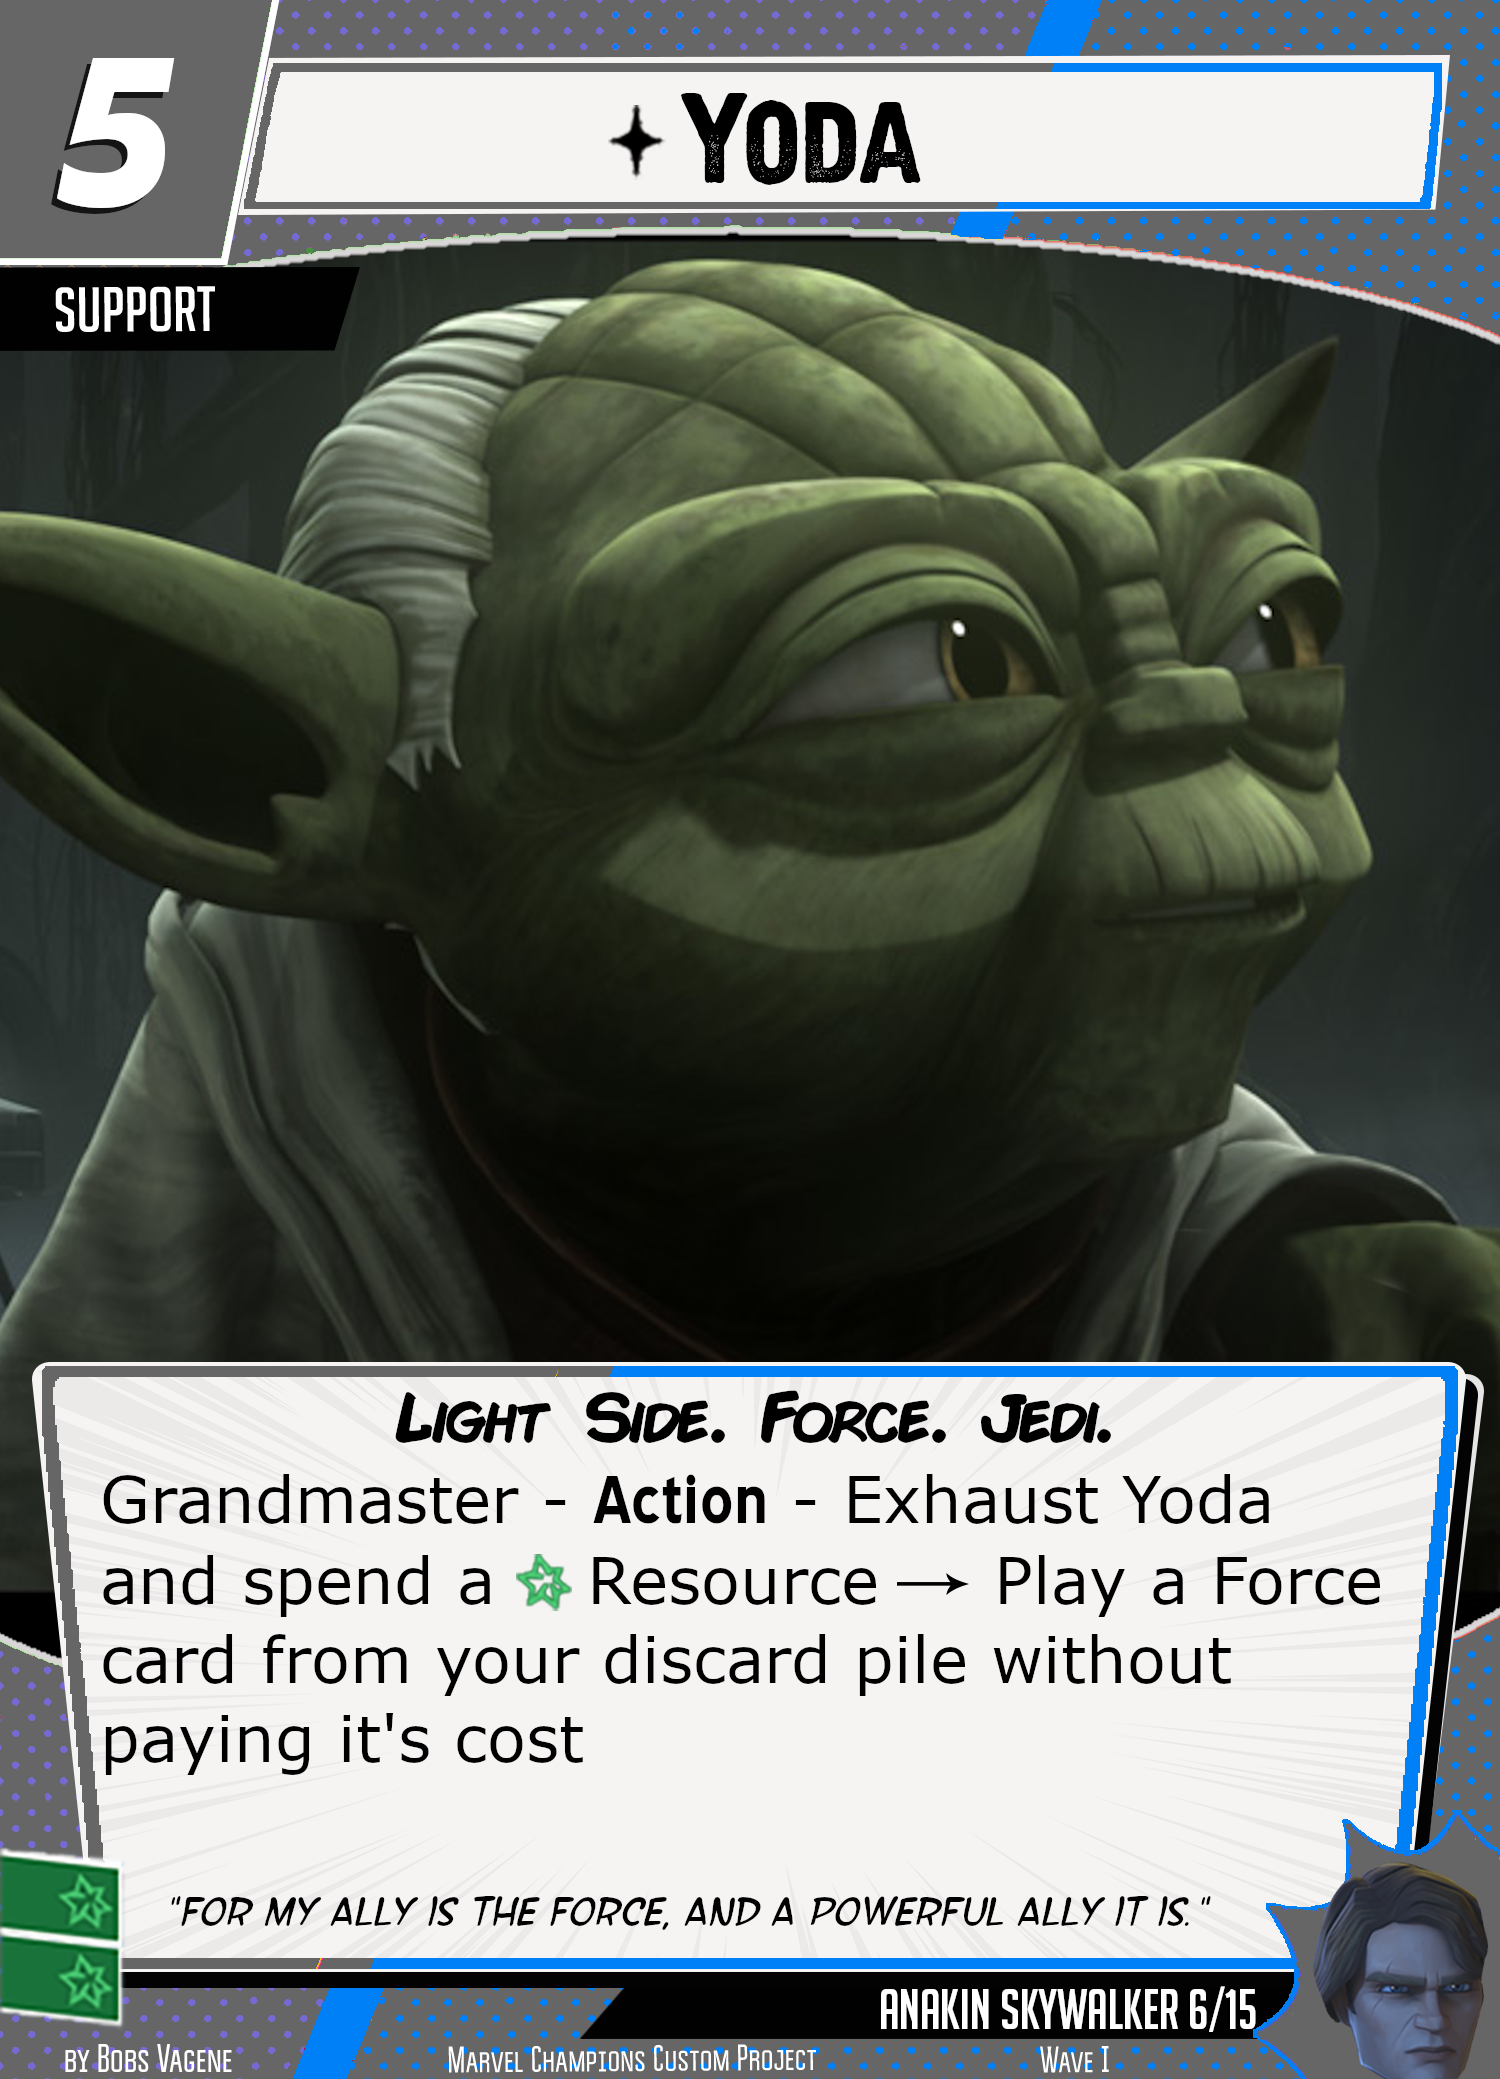 5
YODA
SUPPORT
LIGHT SIDE. FORCE. JEDI.
Grandmaster - Action - Exhaust Yoda
and spend a Resource → Play a Force
card from your discard pile without
paying it's cost
"FOR MY ALLY IS THE FORCE, AND A POWERFUL ALLY IT IS."
ANAKIN SKYWALKER 6/15
BY BOBS VAGENE MARVEL CHAMPIONS CUSTOM PROJECT WAVE I